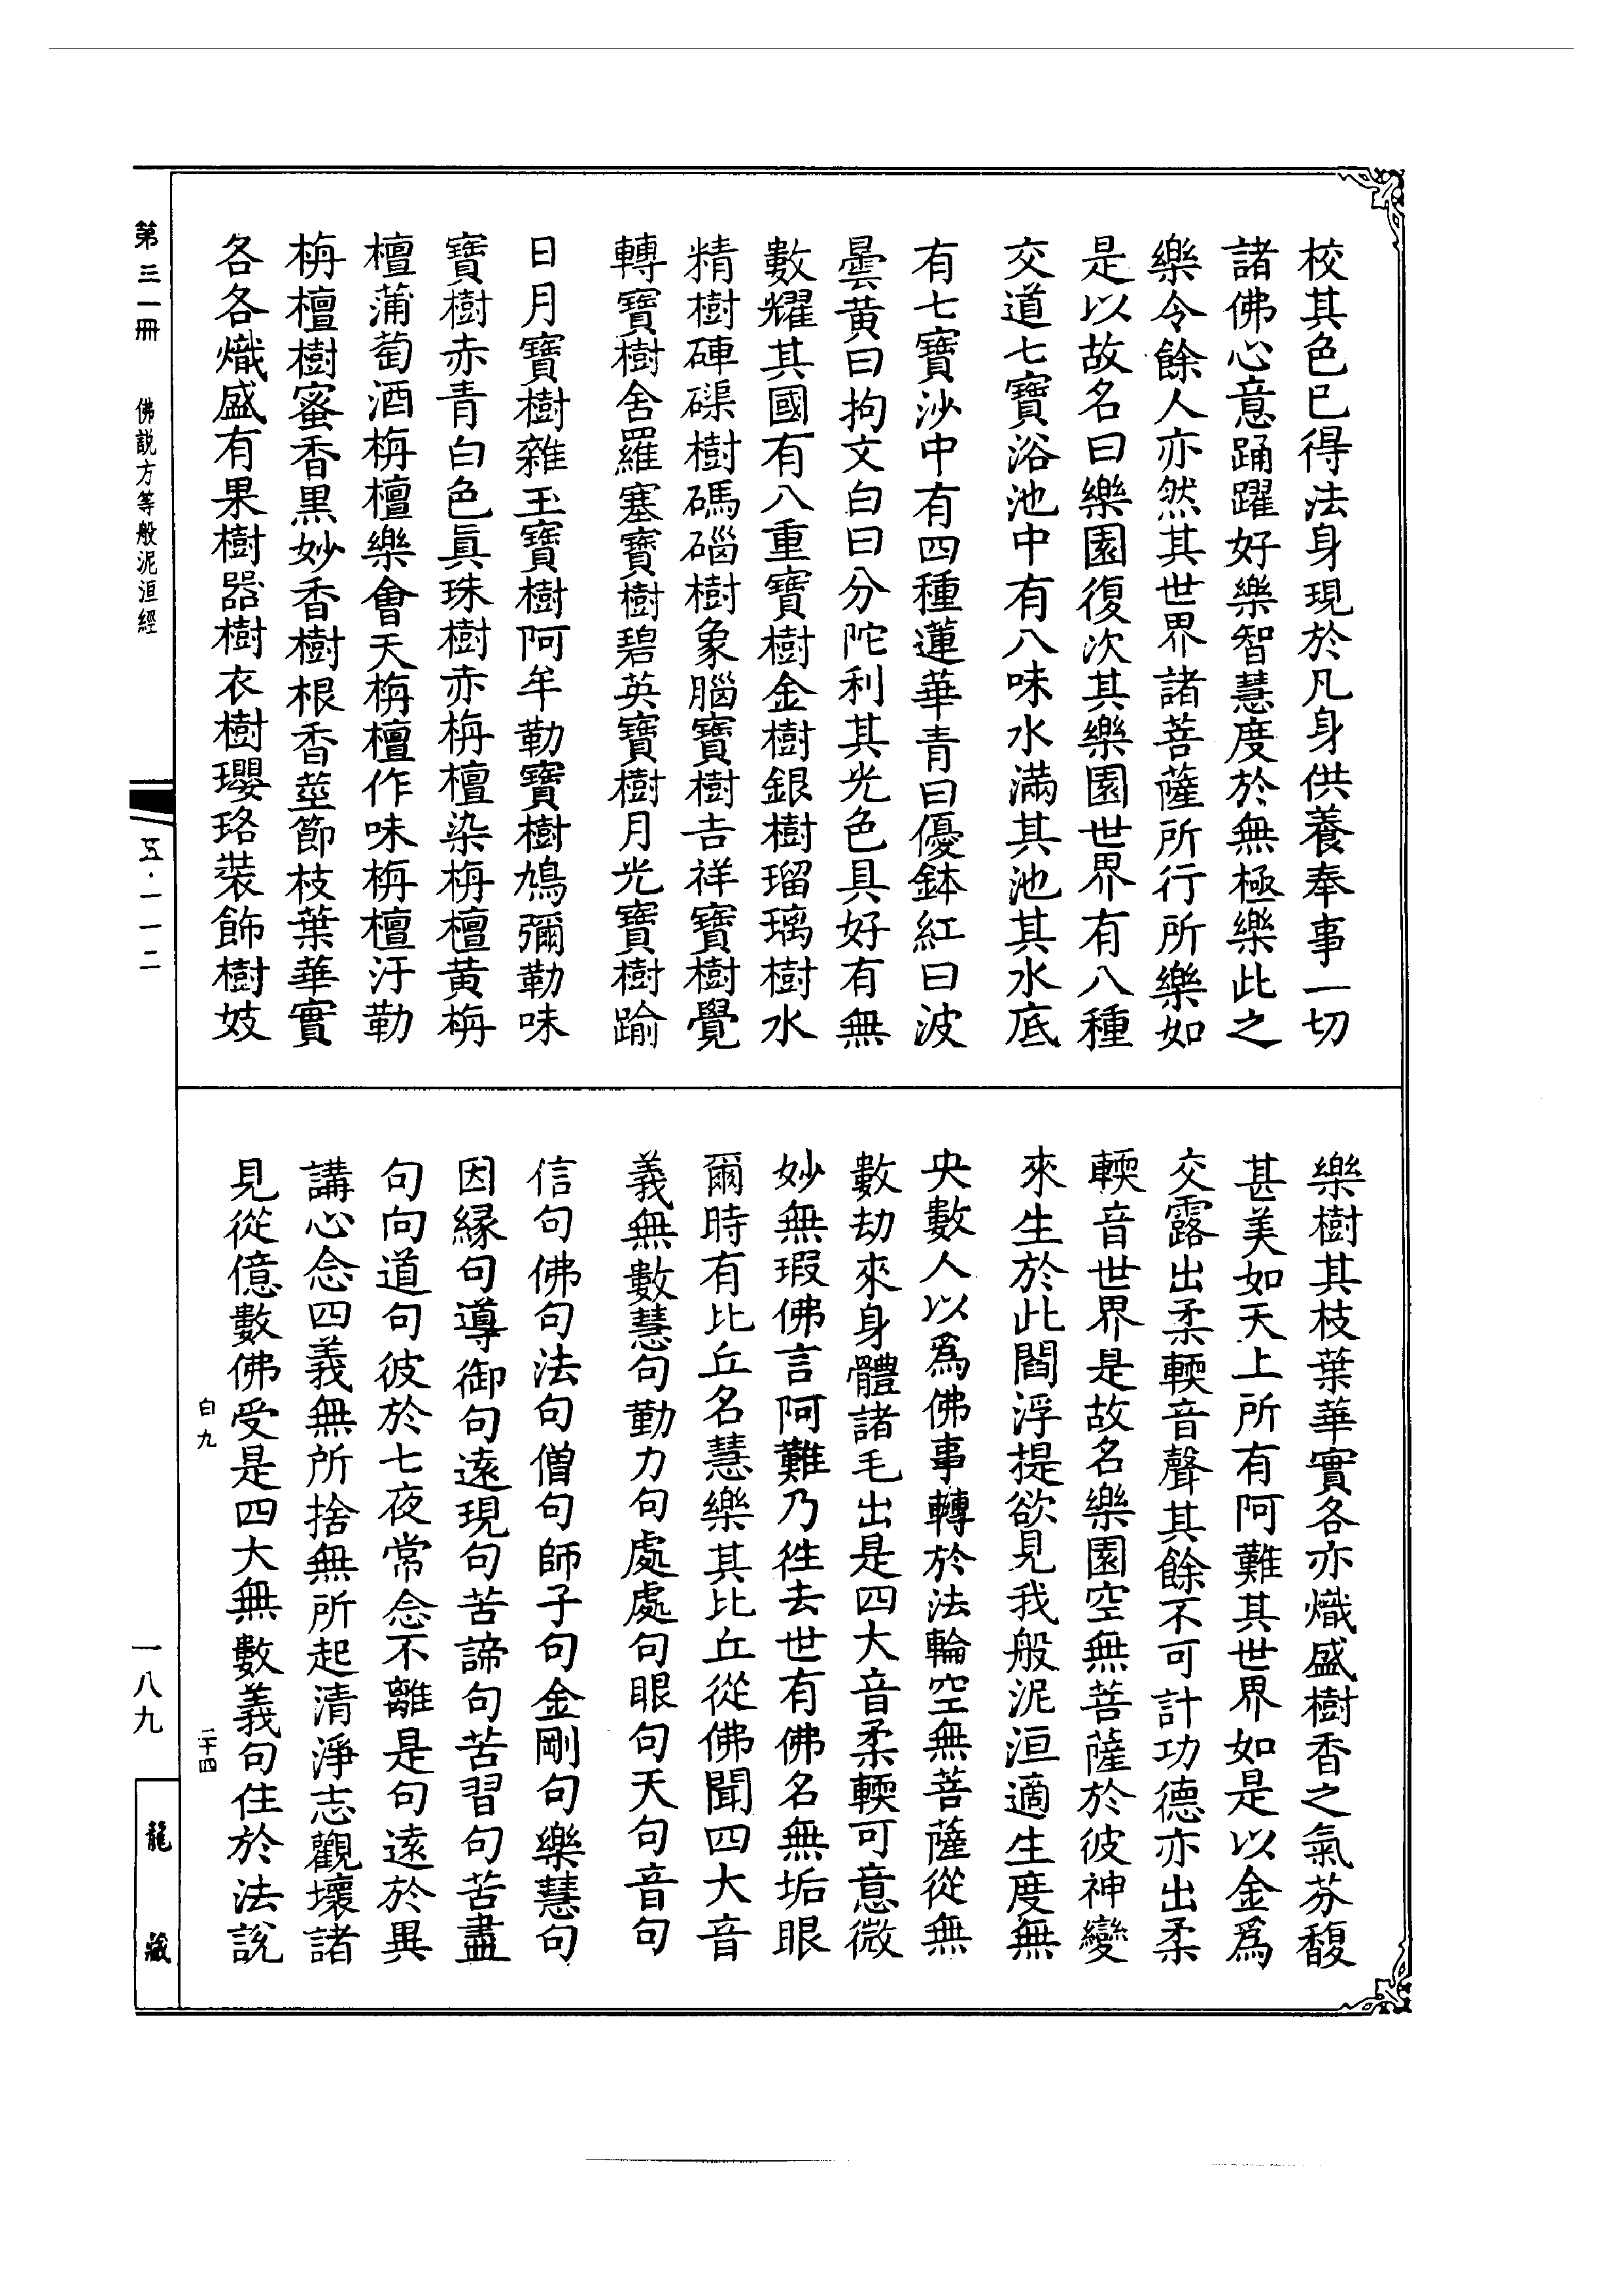 校其色已得法身現於凡身供養奉事一切
諸佛心意踊躍好樂智慧度於無極樂此之
樂令餘人亦然其世界諸菩薩所行所樂如
是以故名曰樂園復次其樂園世界有八種
交道七寶浴池中有八味水滿其池其水底
有七寶沙中有四種蓮華青曰優鉢紅曰波
曇黃曰拘文白曰分陀利其光色具好有無
數耀其國有八重寶樹金樹銀樹瑠璃樹水
精樹硨磲樹碼碯樹象腦寶樹吉祥寶樹覺
轉寶樹舍羅塞寶樹碧英寶樹月光寶樹踰
日月寶樹雜玉寶樹阿牟勒寶樹鳩彌勒味
寶樹赤青白色眞珠樹赤栴檀染栴檀黃栴
檀蒲萄酒栴檀樂會天栴檀作味栴檀汙勒
栴檀樹蜜香黑妙香樹根香莖節枝葉華實
各各熾盛有果樹器樹衣樹瓔珞裝飾樹妓
樂樹其枝葉華實各亦熾盛樹香之氣芬馥
甚美如天上所有阿難其世界如是以金爲
交露出柔輭音聲其餘不可計功德亦出柔
輭音世界是故名樂園空無菩薩於彼神變
來生於此閻浮提欲見我般泥洹適生度無
央數人以爲佛事轉於法輪空無菩薩從無
數劫來身體諸毛出是四大音柔輭可意微
妙無瑕佛言阿難乃徃去世有佛名無垢眼
爾時有比丘名慧樂其比丘從佛聞四大音
義無數慧句勤力句處處句眼句天句音句
信句佛句法句僧句師子句金剛句樂慧句
因緣句導御句遠現句苦諦句苦習句苦盡
句向道句彼於七夜常念不離是句遠於異
講心念四義無所捨無所起清淨志觀壞諸
見從億數佛受是四大無數義句住於法說
白九
二十四
第三一冊
佛說方等般泥洹經
五·一一二
一八九
龍藏